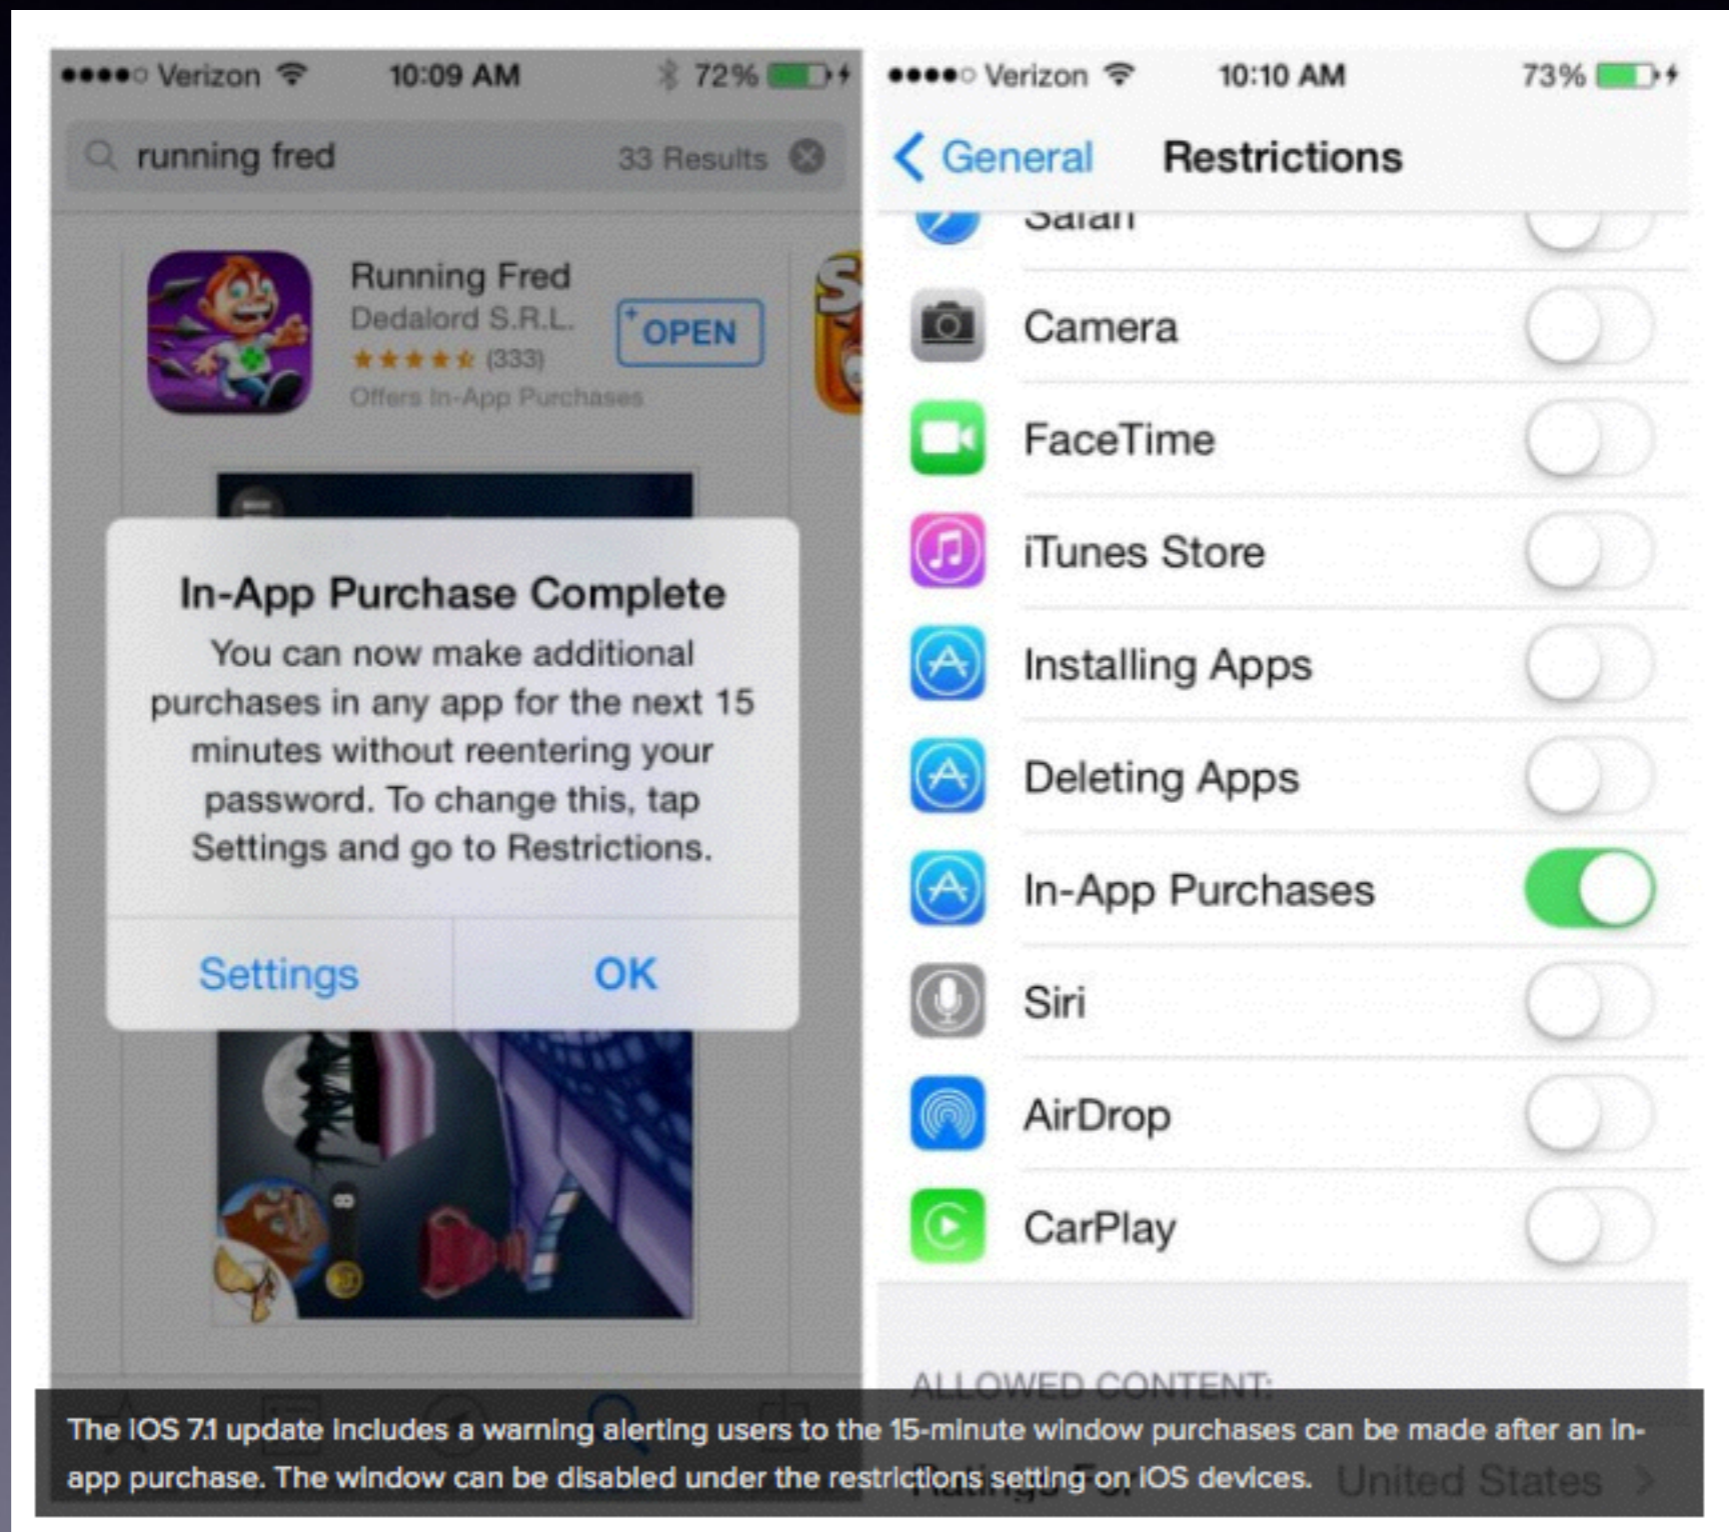 Verizon 10:09 AM 72%
running fred 33 Results
Running Fred
Dedalord S.R.L.
+ OPEN
(333)
Offers In-App Purchases
In-App Purchase Complete
You can now make additional
purchases in any app for the next 15
minutes without reentering your
password. To change this, tap
Settings and go to Restrictions.
Settings OK
Verizon 10:10 AM 73%
General Restrictions
Safari
Camera
FaceTime
iTunes Store
Installing Apps
Deleting Apps
In-App Purchases
Siri
AirDrop
CarPlay
ALLOWED CONTENT:
Ratings For United States
The iOS 7.1 update includes a warning alerting users to the 15-minute window purchases can be made after an in-
app purchase. The window can be disabled under the restrictions setting on iOS devices.